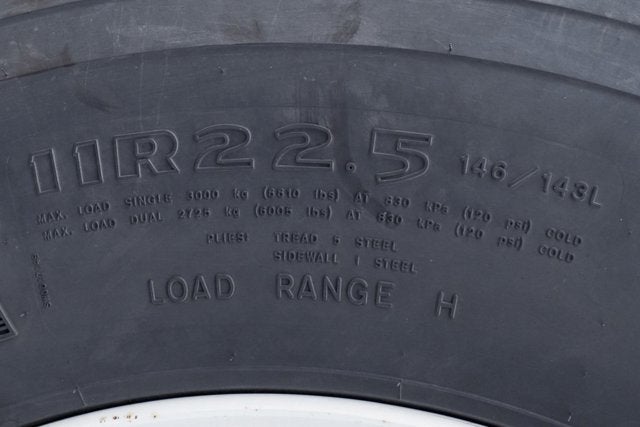 11R22.5 146/143L
MAX. LOAD SINGLE 3000 kg (6610 lbs) AT 830 kPa (120 psi) COLD
MAX. LOAD DUAL 2725 kg (6005 lbs) AT 830 kPa (120 psi) COLD
PLIES: TREAD 5 STEEL
SIDEWALL 1 STEEL
LOAD RANGE H